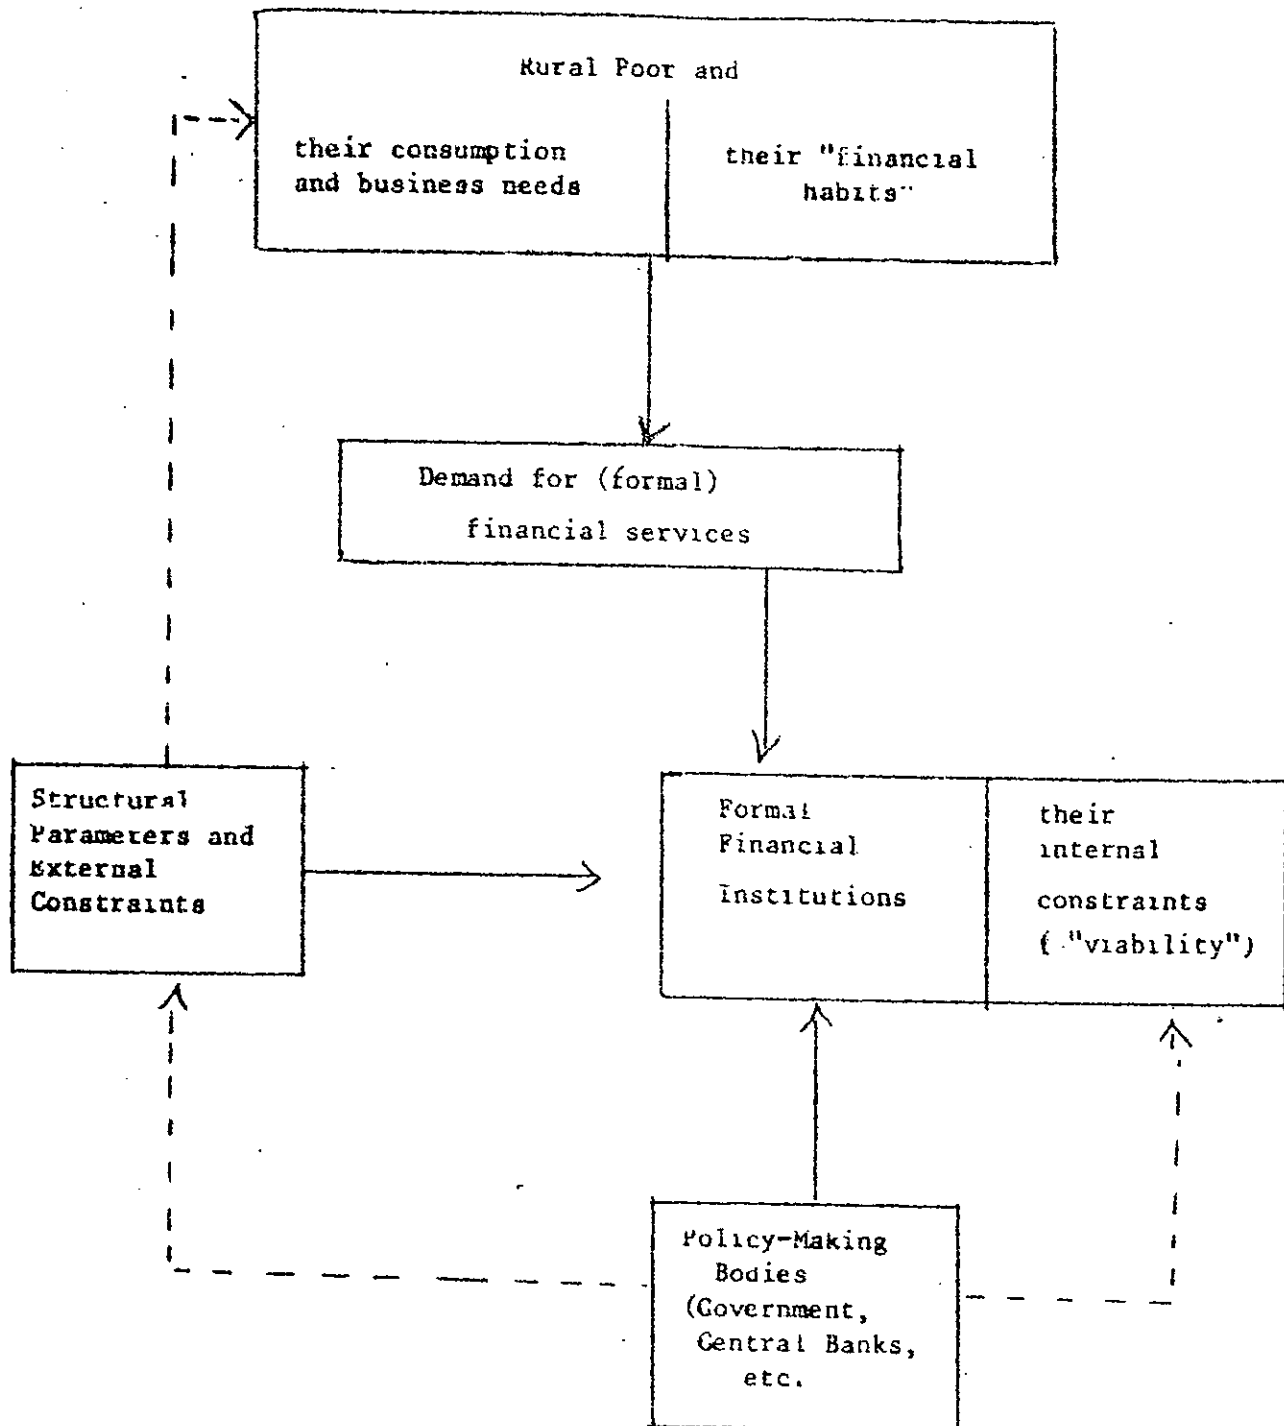 Rural Poor and
their consumption
and business needs
their "financial
habits"
Demand for (formal)
financial services
Structural
Parameters and
External
Constraints
Formal
Financial
Institutions
their
internal
constraints
( "viability")
Policy-Making
Bodies
(Government,
Central Banks,
etc.